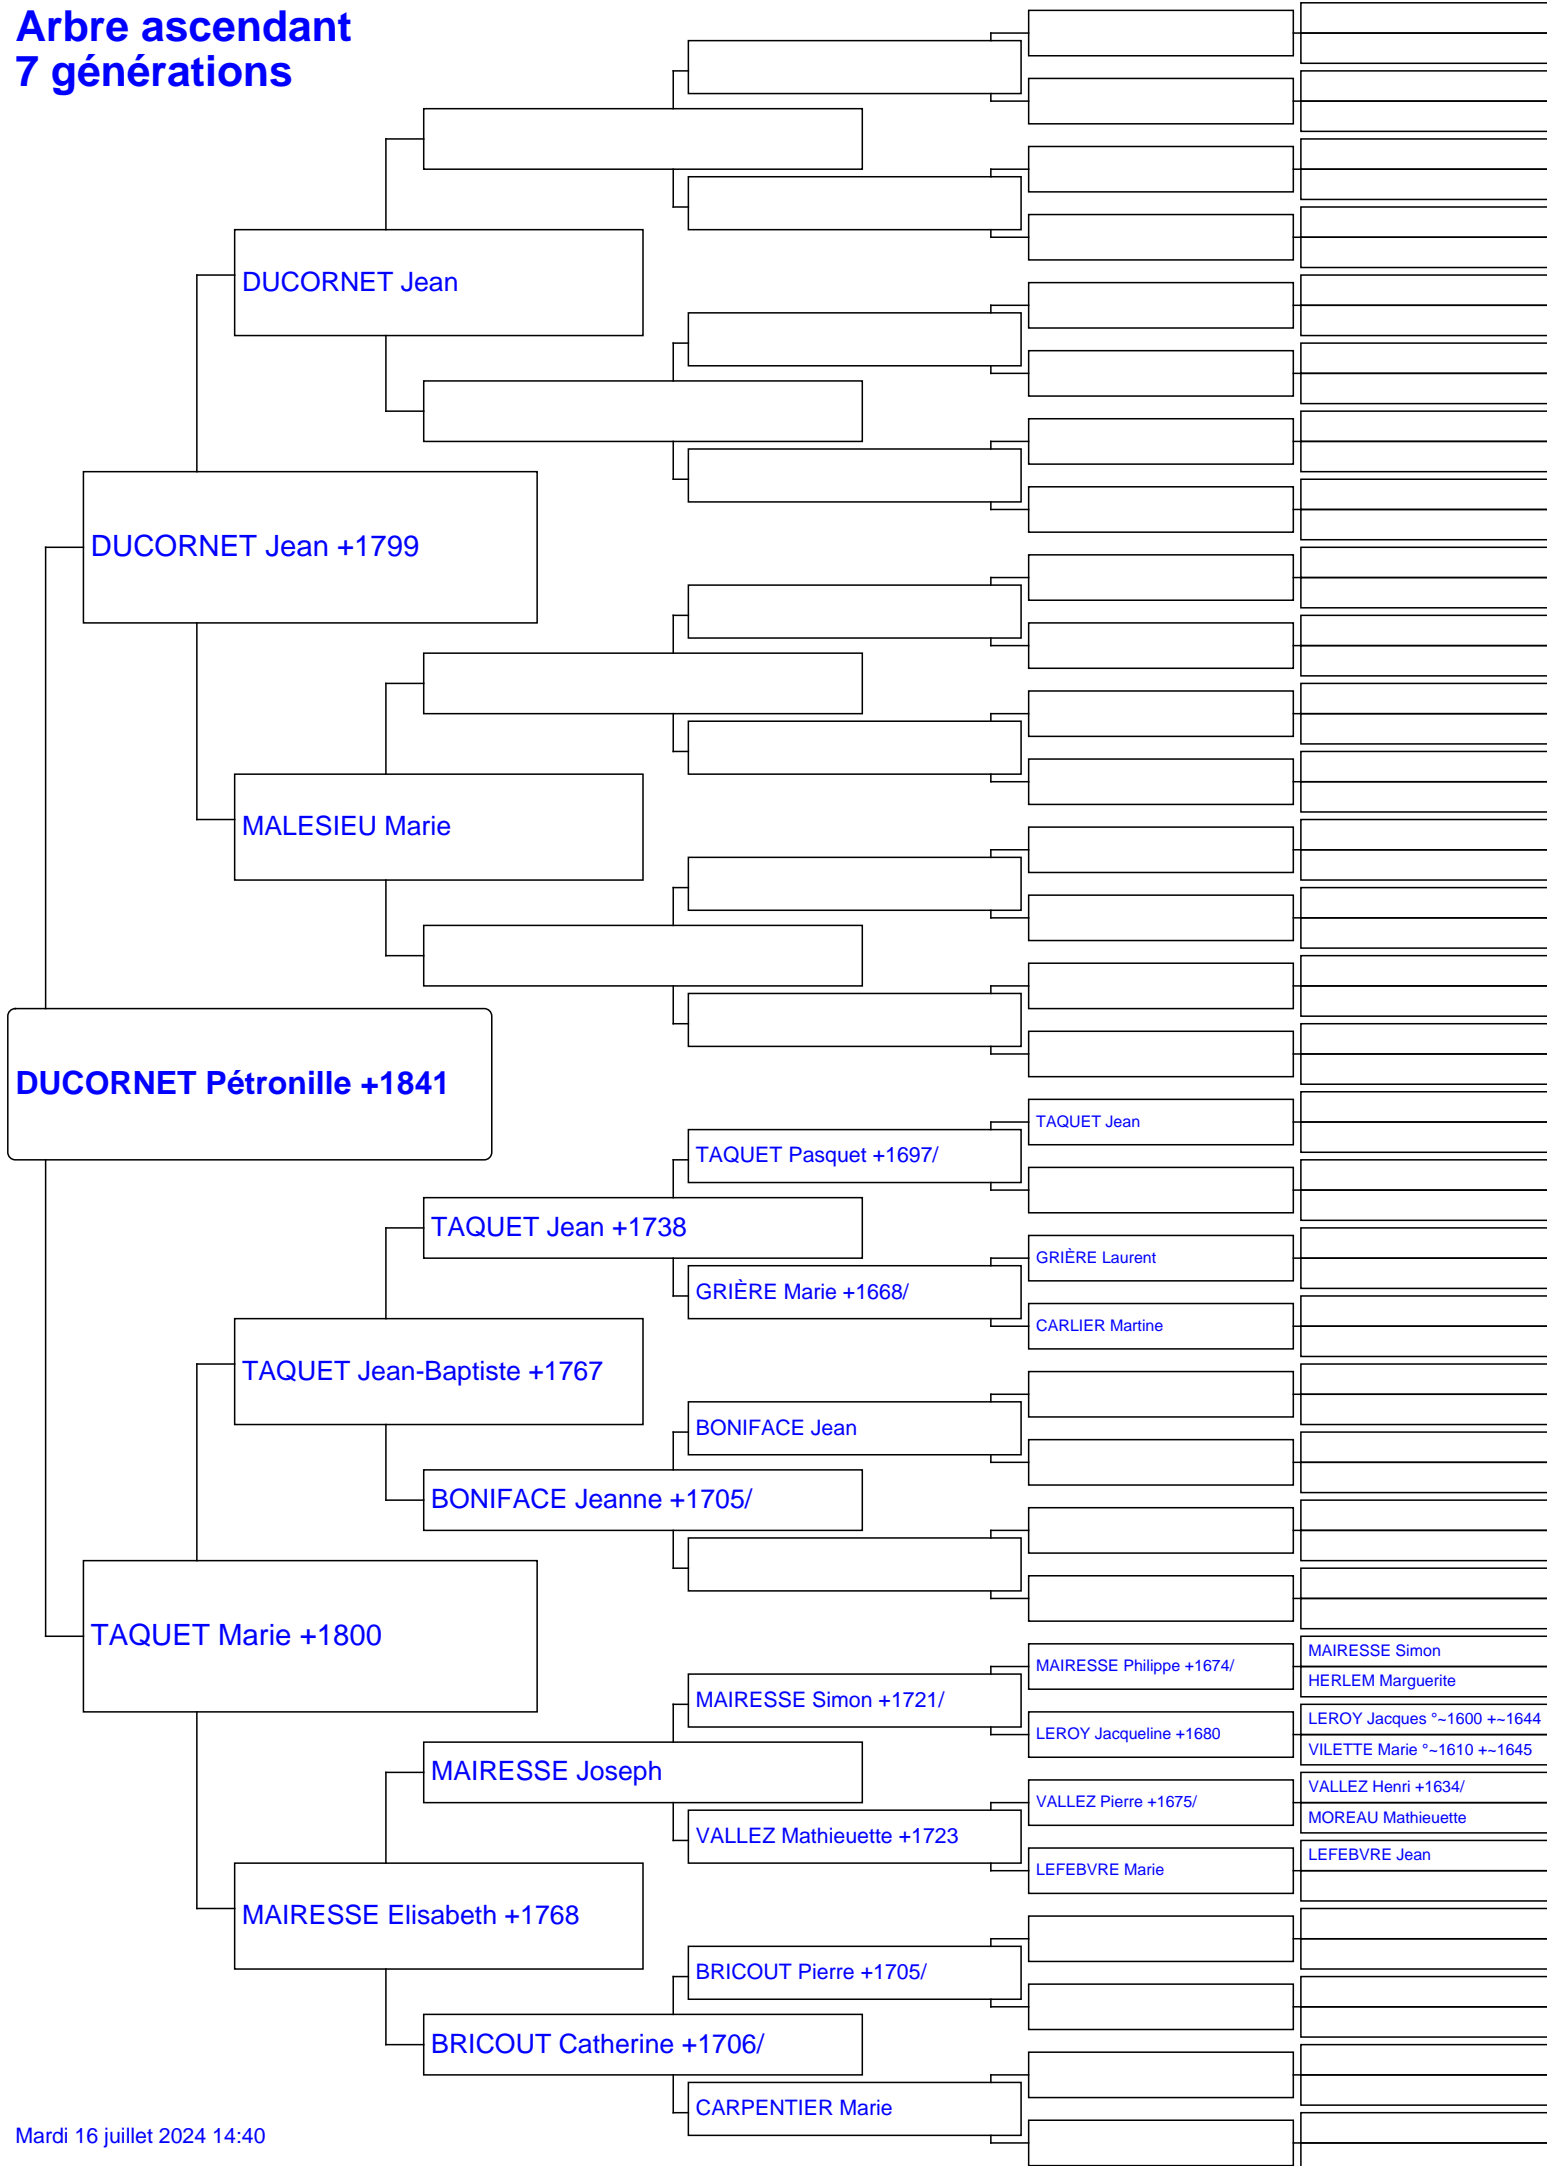 Arbre ascendant
7 générations
DUCORNET Jean
DUCORNET Jean +1799
MALESIEU Marie
DUCORNET Pétronille +1841
TAQUET Jean
TAQUET Pasquet +1697/
TAQUET Jean +1738
GRIÈRE Laurent
GRIÈRE Marie +1668/
CARLIER Martine
TAQUET Jean-Baptiste +1767
BONIFACE Jean
BONIFACE Jeanne +1705/
TAQUET Marie +1800
MAIRESSE Simon
MAIRESSE Philippe +1674/
HERLEM Marguerite
MAIRESSE Simon +1721/
LEROY Jacques °~1600 +~1644
LEROY Jacqueline +1680
VILETTE Marie °~1610 +~1645
MAIRESSE Joseph
VALLEZ Henri +1634/
VALLEZ Pierre +1675/
MOREAU Mathieuette
VALLEZ Mathieuette +1723
LEFEBVRE Jean
LEFEBVRE Marie
MAIRESSE Elisabeth +1768
BRICOUT Pierre +1705/
BRICOUT Catherine +1706/
CARPENTIER Marie
Mardi 16 juillet 2024 14:40